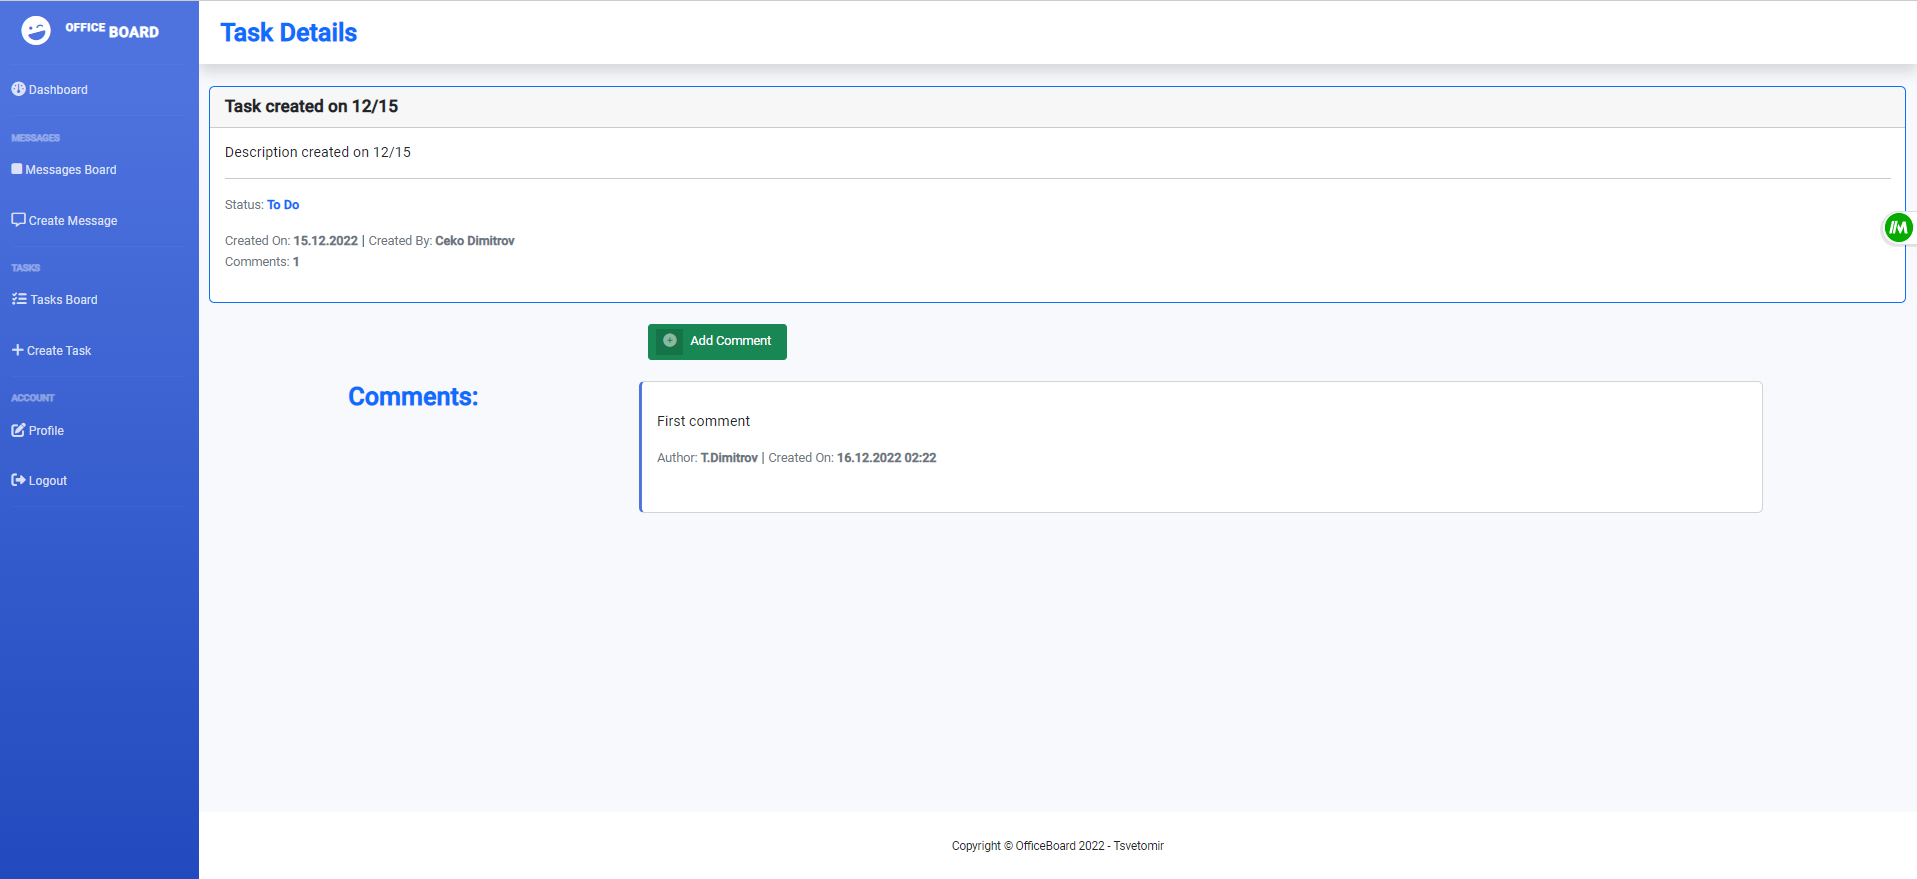 OFFICE BOARD
Task Details
Dashboard
MESSAGES
Messages Board
Create Message
TASKS
Tasks Board
Create Task
ACCOUNT
Profile
Logout
Task created on 12/15
Description created on 12/15
Status: To Do
Created On: 15.12.2022 | Created By: Ceko Dimitrov
Comments: 1
Add Comment
Comments:
First comment
Author: T.Dimitrov | Created On: 16.12.2022 02:22
Copyright © OfficeBoard 2022 - Tsvetomir